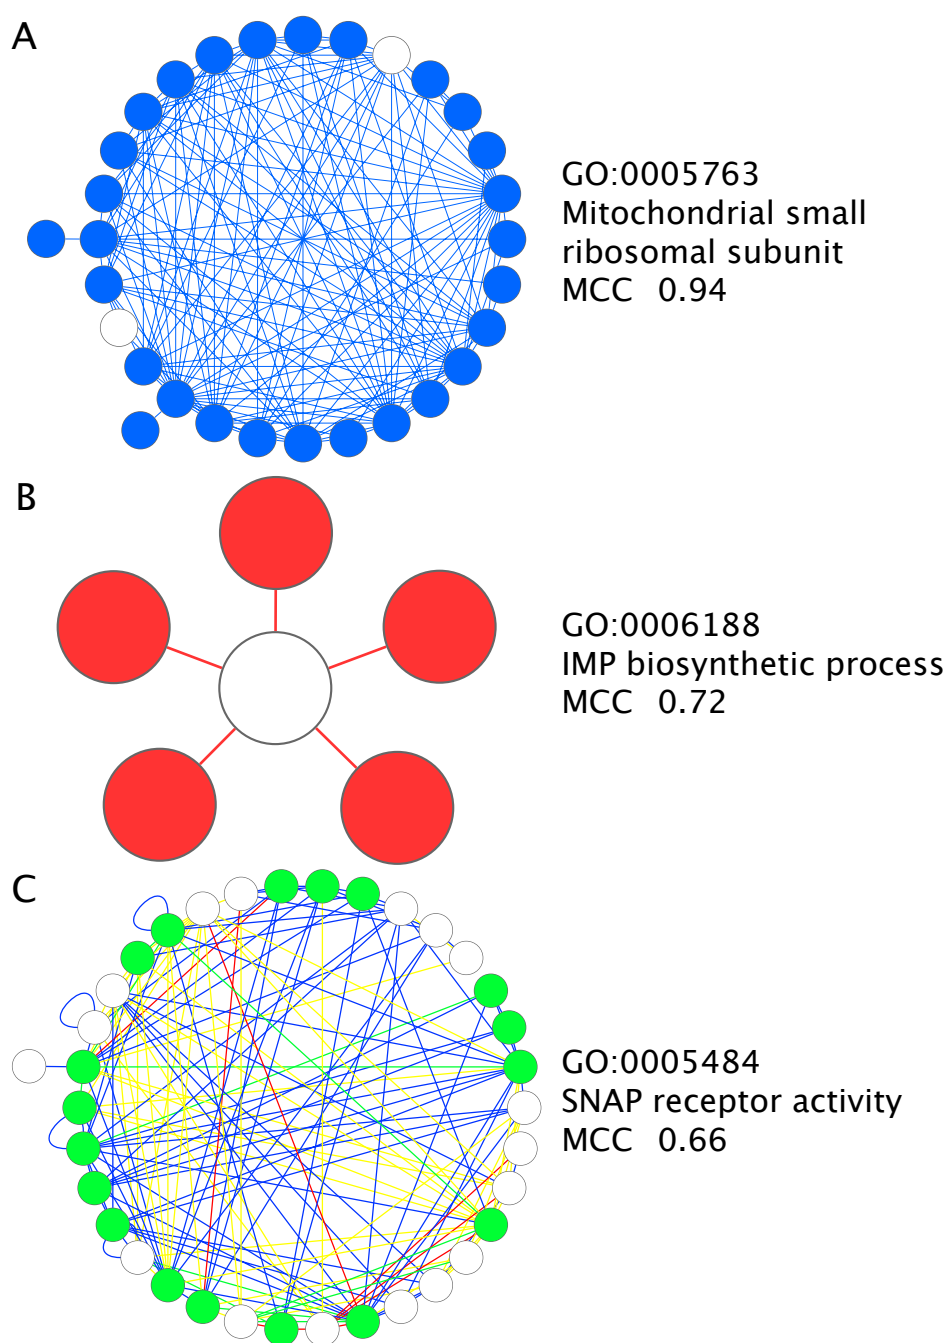 A
GO:0005763
Mitochondrial small
ribosomal subunit
MCC 0.94
B
GO:0006188
IMP biosynthetic process
MCC 0.72
C
GO:0005484
SNAP receptor activity
MCC 0.66